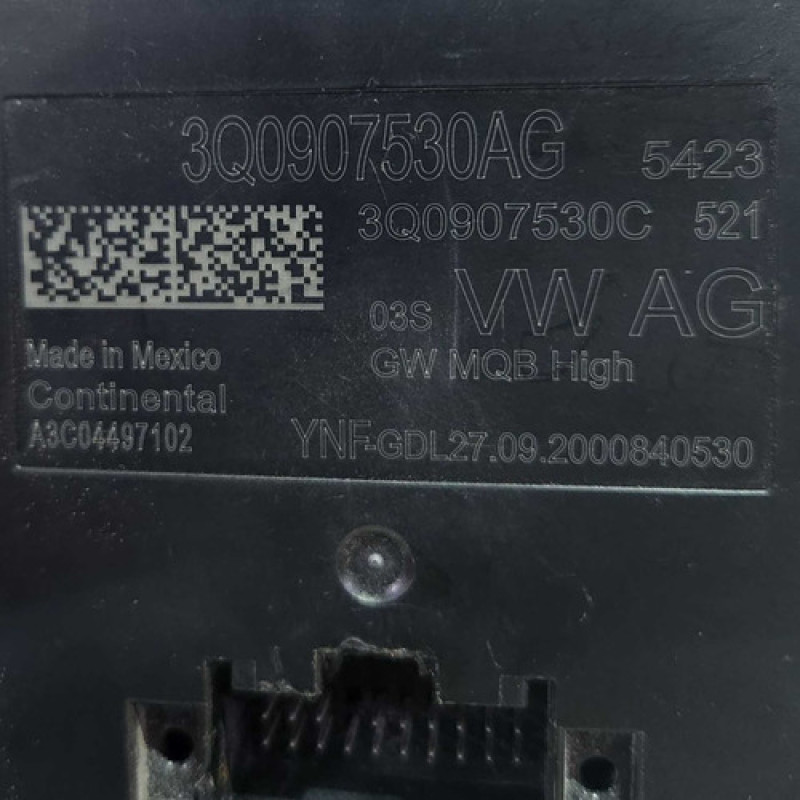 3Q0907530AG 5423
3Q0907530C 521
03S VW AG
GW MQB High
Made in Mexico
Continental
A3C04497102
YNF-GDL27.09.2000840530